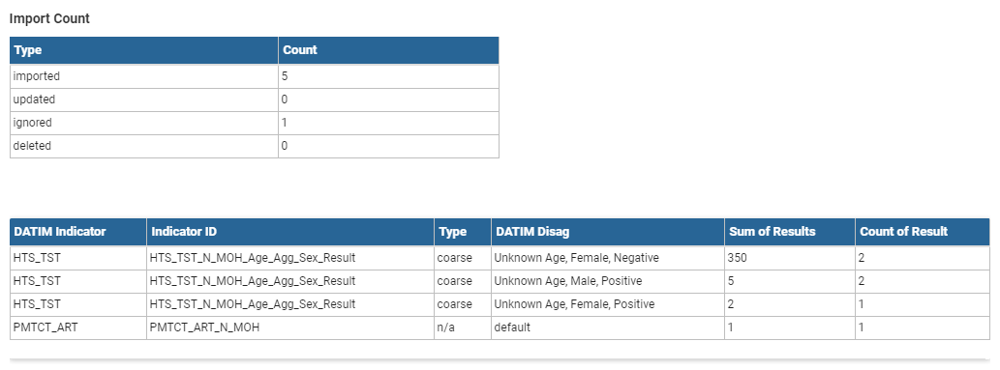 Import Count
Type Count
imported 5
updated 0
ignored 1
deleted 0
DATIM Indicator Indicator ID Type DATIM Disag Sum of Results Count of Result
HTS_TST HTS_TST_N_MOH_Age_Agg_Sex_Result coarse Unknown Age, Female, Negative 350 2
HTS_TST HTS_TST_N_MOH_Age_Agg_Sex_Result coarse Unknown Age, Male, Positive 5 2
HTS_TST HTS_TST_N_MOH_Age_Agg_Sex_Result coarse Unknown Age, Female, Positive 2 1
PMTCT_ART PMTCT_ART_N_MOH n/a default 1 1